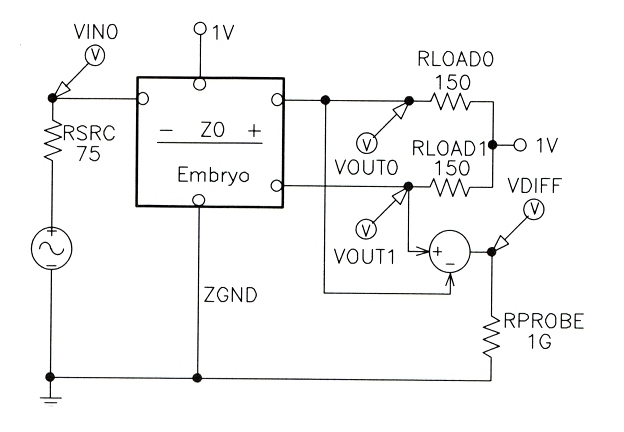 VIN0
V
1V
RLOAD0
150
RSRC
75
− Z0 +
Embryo
V
VOUT0
RLOAD1
150
1V
VDIFF
V
V
VOUT1
+
−
+
−
ZGND
RPROBE
1G